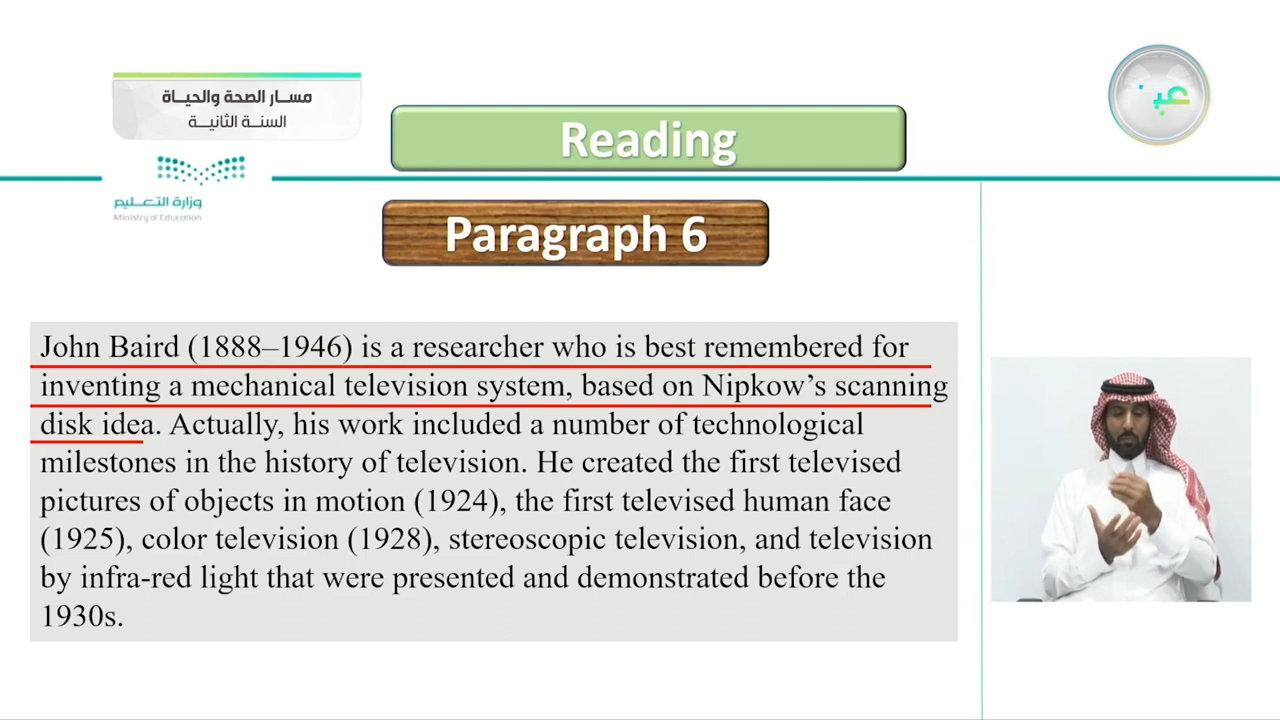 مسار الصحة والحياة
السنة الثانية
عين
Reading
وزارة التعليم
Ministry of Education
Paragraph 6
John Baird (1888–1946) is a researcher who is best remembered for
inventing a mechanical television system, based on Nipkow’s scanning
disk idea. Actually, his work included a number of technological
milestones in the history of television. He created the first televised
pictures of objects in motion (1924), the first televised human face
(1925), color television (1928), stereoscopic television, and television
by infra-red light that were presented and demonstrated before the
1930s.